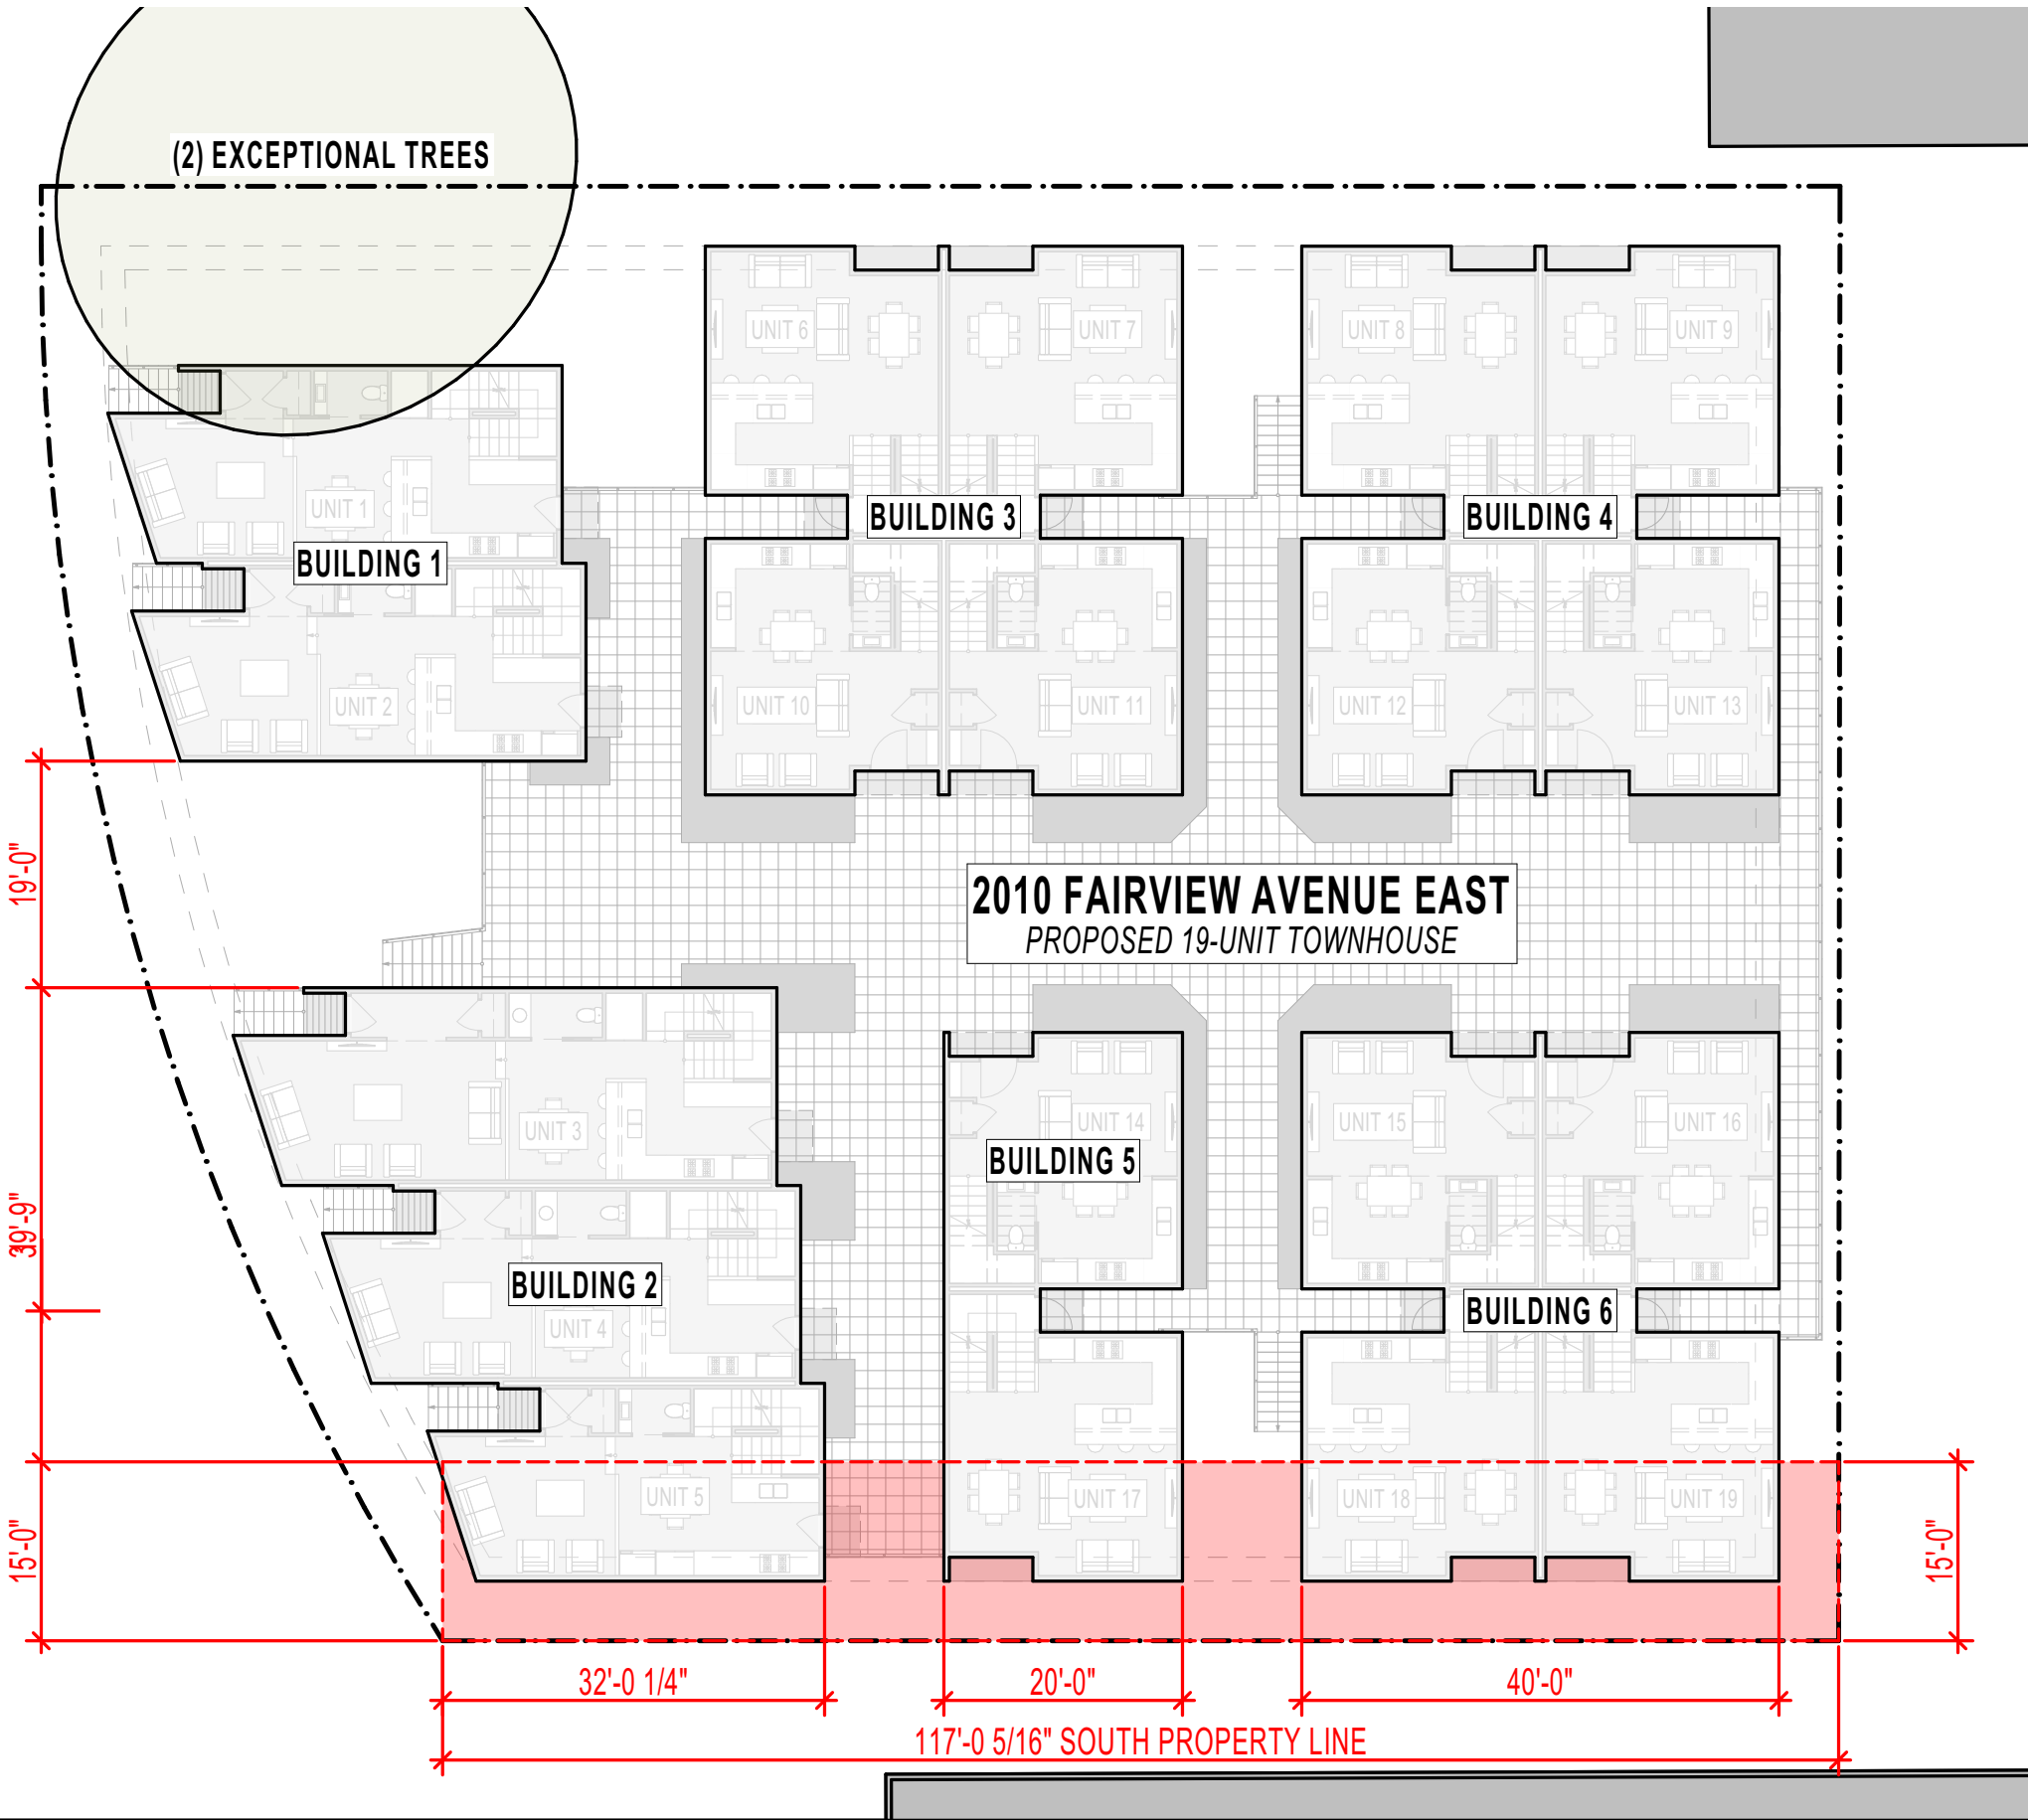 (2) EXCEPTIONAL TREES
UNIT 6
UNIT 7
UNIT 8
UNIT 9
UNIT 1
BUILDING 3
BUILDING 4
BUILDING 1
UNIT 2
UNIT 10
UNIT 11
UNIT 12
UNIT 13
19'-0"
2010 FAIRVIEW AVENUE EAST
PROPOSED 19-UNIT TOWNHOUSE
UNIT 3
UNIT 14
UNIT 15
UNIT 16
BUILDING 5
39'-9"
BUILDING 2
BUILDING 6
UNIT 4
UNIT 5
UNIT 17
UNIT 18
UNIT 19
15'-0"
15'-0"
32'-0 1/4"
20'-0"
40'-0"
117'-0 5/16" SOUTH PROPERTY LINE